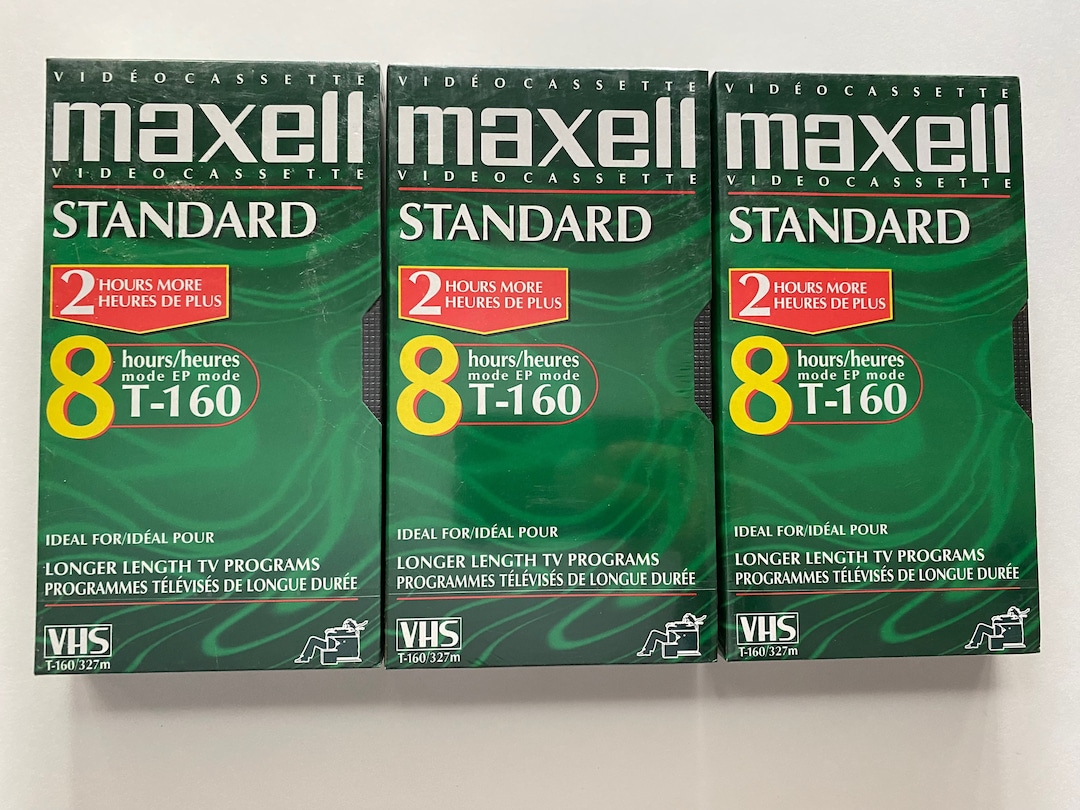 VIDÉOCASSETTE
maxell
VIDEOCASSETTE
STANDARD
2 HOURS MORE
HEURES DE PLUS
8 hours/heures
mode EP mode
T-160
IDEAL FOR/IDÉAL POUR
LONGER LENGTH TV PROGRAMS
PROGRAMMES TÉLÉVISÉS DE LONGUE DURÉE
VHS
T-160/327m
VIDÉOCASSETTE
maxell
VIDEOCASSETTE
STANDARD
2 HOURS MORE
HEURES DE PLUS
8 hours/heures
mode EP mode
T-160
IDEAL FOR/IDÉAL POUR
LONGER LENGTH TV PROGRAMS
PROGRAMMES TÉLÉVISÉS DE LONGUE DURÉE
VHS
T-160/327m
VIDÉOCASSETTE
maxell
VIDEOCASSETTE
STANDARD
2 HOURS MORE
HEURES DE PLUS
8 hours/heures
mode EP mode
T-160
IDEAL FOR/IDÉAL POUR
LONGER LENGTH TV PROGRAMS
PROGRAMMES TÉLÉVISÉS DE LONGUE DURÉE
VHS
T-160/327m